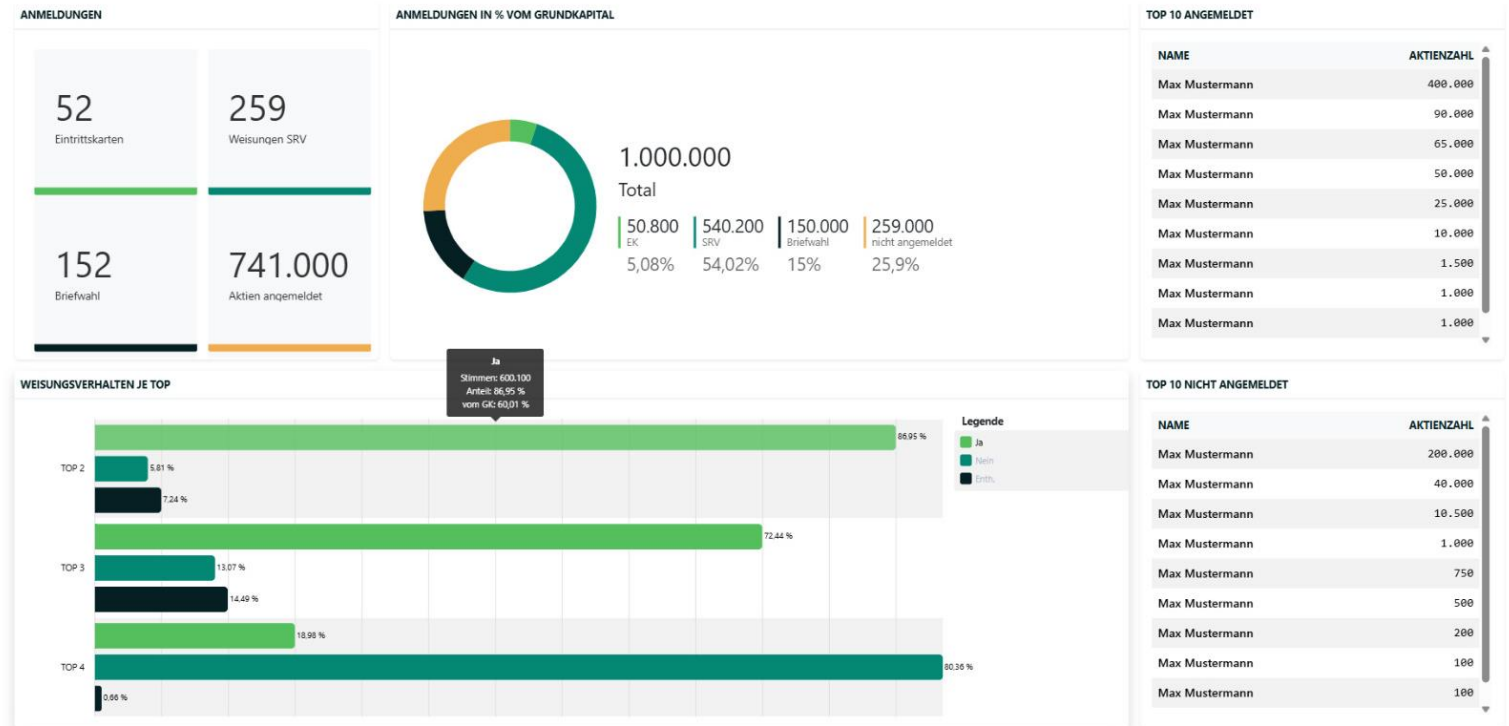 ANMELDUNGEN
52
Eintrittskarten
259
Weisungen SRV
152
Briefwahl
741.000
Aktien angemeldet
ANMELDUNGEN IN % VOM GRUNDKAPITAL
1.000.000
Total
50.800
EK
5,08%
540.200
SRV
54,02%
150.000
Briefwahl
15%
259.000
nicht angemeldet
25,9%
TOP 10 ANGEMELDET
NAME AKTIENZAHL
Max Mustermann 400.000
Max Mustermann 90.000
Max Mustermann 65.000
Max Mustermann 50.000
Max Mustermann 25.000
Max Mustermann 10.000
Max Mustermann 1.500
Max Mustermann 1.000
Max Mustermann 1.000
WEISUNGSVERHALTEN JE TOP
Ja
Stimmen: 600.100
Anteil: 86,95 %
vom GK: 60,01 %
TOP 2
86,95 %
5,81 %
7,24 %
TOP 3
72,44 %
13,07 %
14,49 %
TOP 4
18,98 %
80,36 %
0,66 %
Legende
Ja
Nein
Enth.
TOP 10 NICHT ANGEMELDET
NAME AKTIENZAHL
Max Mustermann 200.000
Max Mustermann 40.000
Max Mustermann 10.500
Max Mustermann 1.000
Max Mustermann 750
Max Mustermann 500
Max Mustermann 200
Max Mustermann 100
Max Mustermann 100